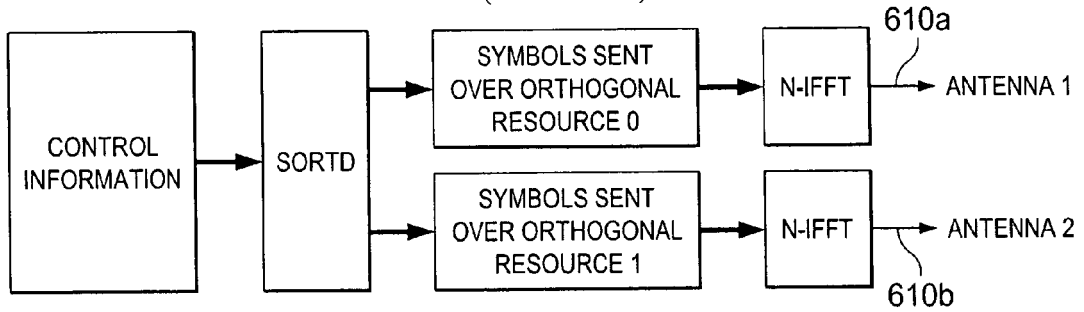 610a
CONTROL
INFORMATION
SORTD
SYMBOLS SENT
OVER ORTHOGONAL
RESOURCE 0
N-IFFT
ANTENNA 1
SYMBOLS SENT
OVER ORTHOGONAL
RESOURCE 1
N-IFFT
ANTENNA 2
610b